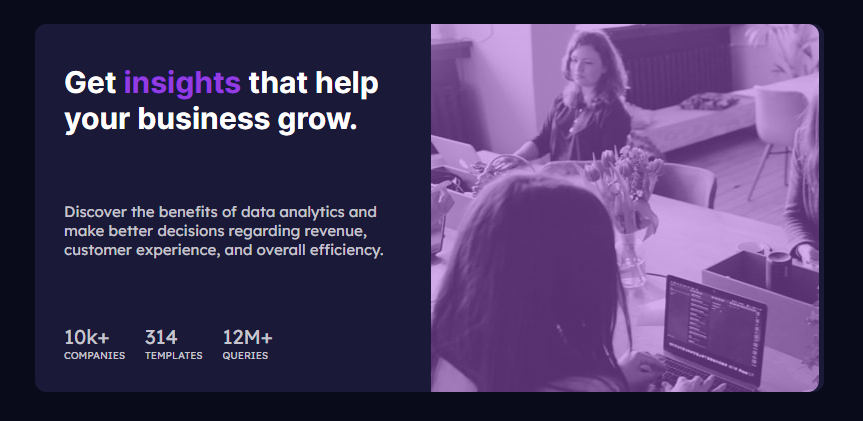 Get insights that help
your business grow.
Discover the benefits of data analytics and
make better decisions regarding revenue,
customer experience, and overall efficiency.
10k+ 314 12M+
COMPANIES TEMPLATES QUERIES